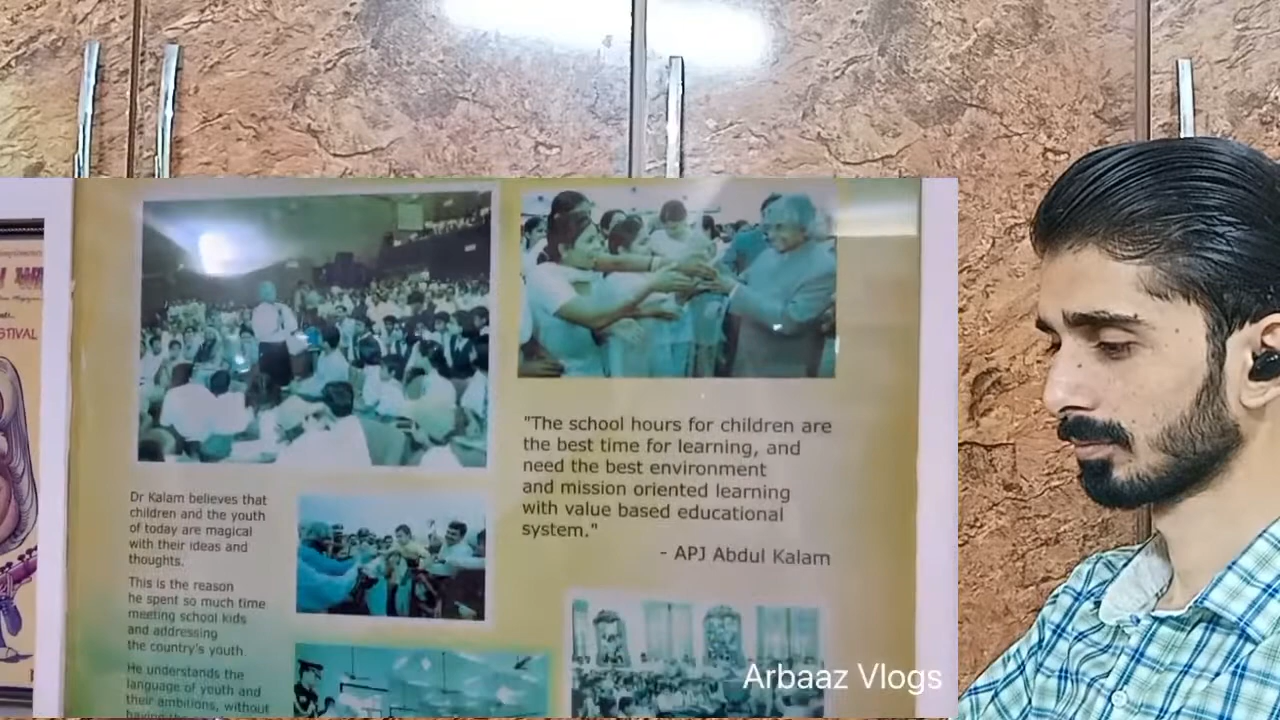 STIVAL
"The school hours for children are
the best time for learning, and
need the best environment
and mission oriented learning
with value based educational
system."
- APJ Abdul Kalam
Dr Kalam believes that
children and the youth
of today are magical
with their ideas and
thoughts.
This is the reason
he spent so much time
meeting school kids
and addressing
the country's youth.
He understands the
language of youth and
their ambitions, without
Arbaaz Vlogs